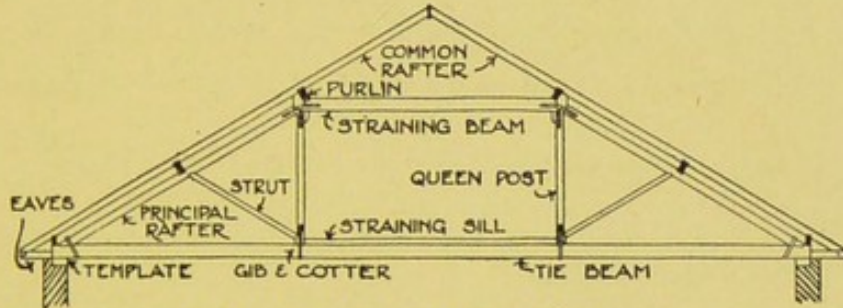 COMMON
RAFTER
PURLIN
STRAINING BEAM
STRUT
QUEEN POST
EAVES
PRINCIPAL
RAFTER
STRAINING SILL
TEMPLATE
GIB & COTTER
TIE BEAM